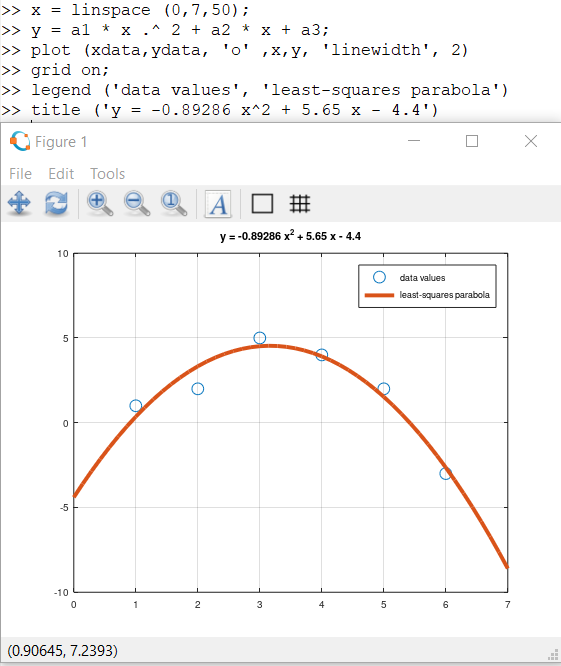 >> x = linspace (0,7,50);
>> y = a1 * x .^ 2 + a2 * x + a3;
>> plot (xdata,ydata, 'o' ,x,y, 'linewidth', 2)
>> grid on;
>> legend ('data values', 'least-squares parabola')
>> title ('y = -0.89286 x^2 + 5.65 x - 4.4')
Figure 1
File Edit Tools
A
y = -0.89286 x² + 5.65 x - 4.4
data values
least-squares parabola
10
5
0
-5
-10
0 1 2 3 4 5 6 7
(0.90645, 7.2393)